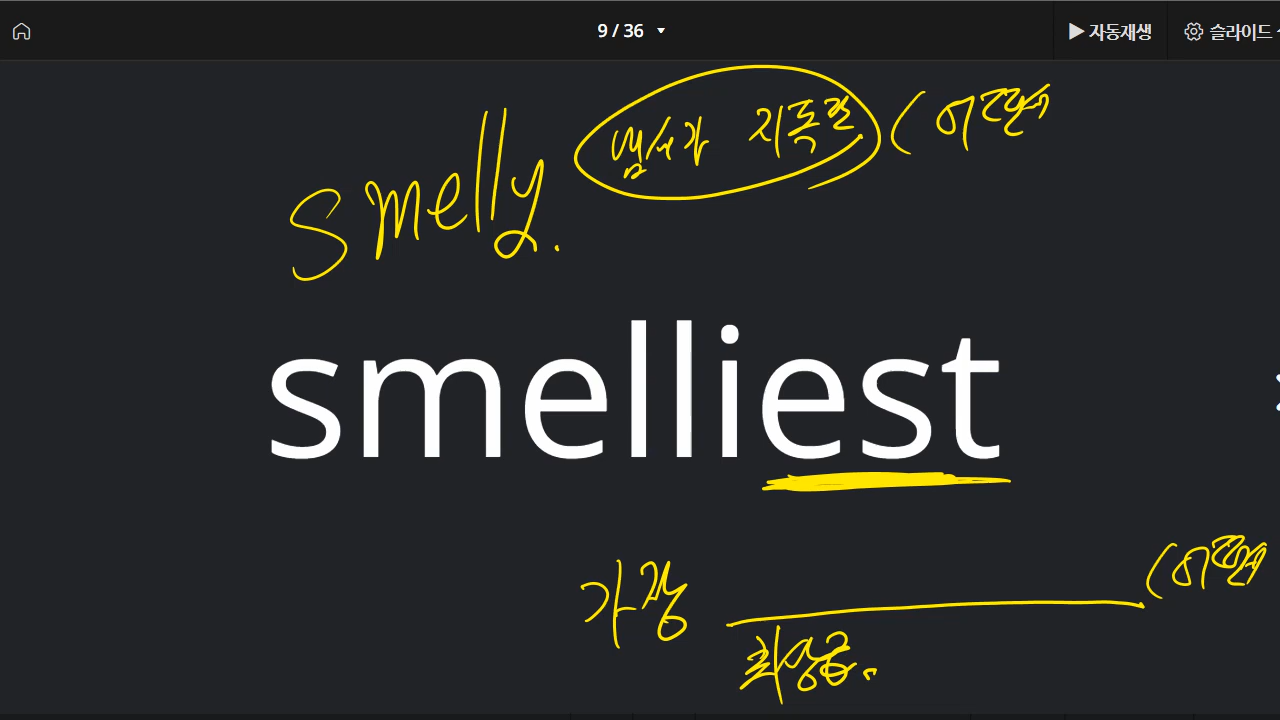 9 / 36
▶ 자동재생
슬라이드
smelly.
냄새가 지독한
smelliest
가장
최상급.